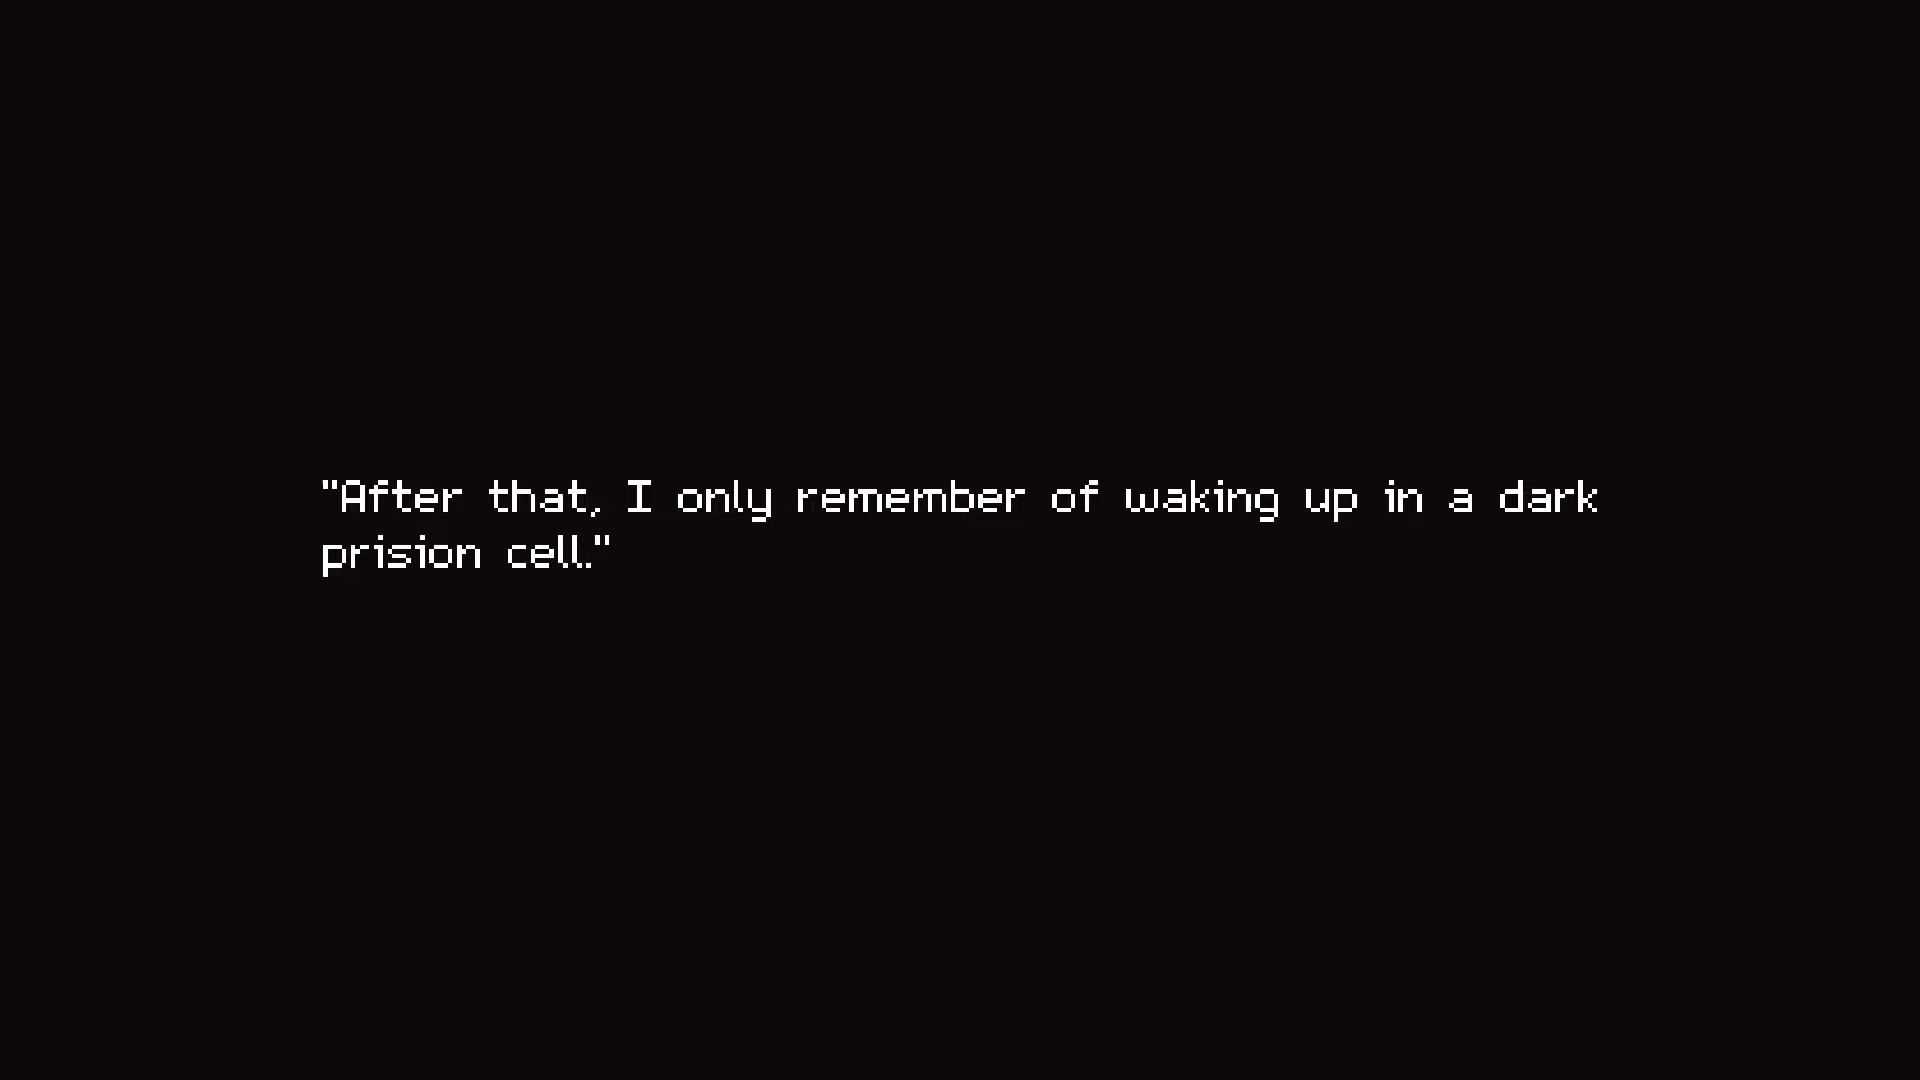 "After that, I only remember of waking up in a dark
prision cell."